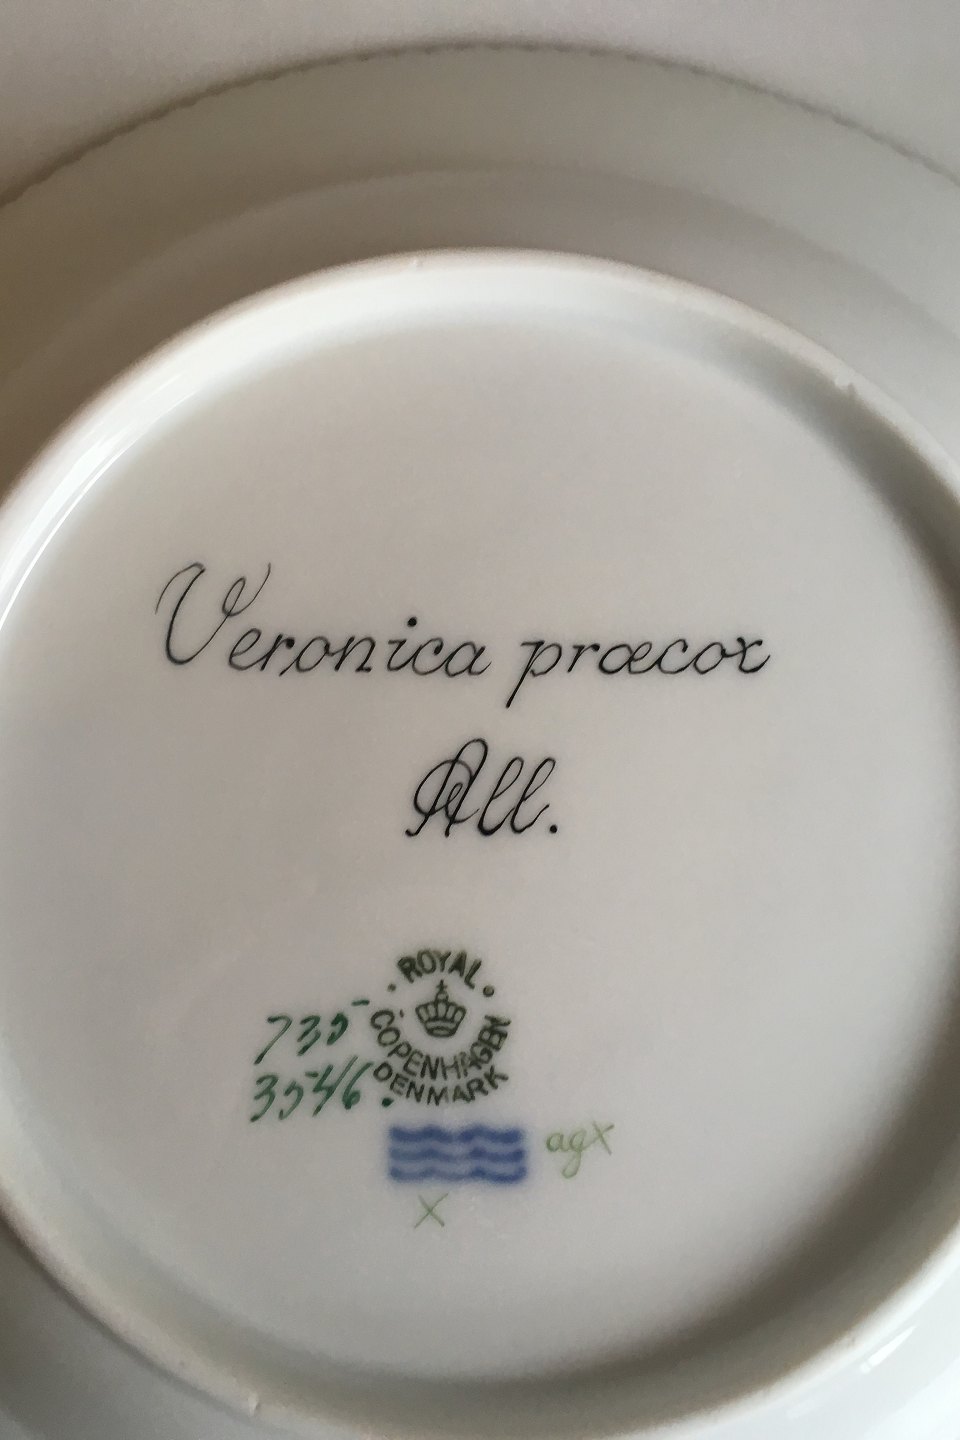 Veronica præcox
All.
ROYAL
COPENHAGEN
DENMARK
735
3546.
agx
x